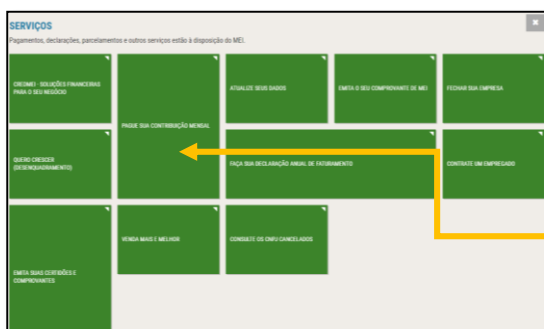 SERVIÇOS
Pagamentos, declarações, parcelamentos e outros serviços estão à disposição do MEI.
CREDMEI - SOLUÇÕES FINANCEIRAS
PARA O SEU NEGÓCIO
PAGUE SUA CONTRIBUIÇÃO MENSAL
ATUALIZE SEUS DADOS
EMITA O SEU COMPROVANTE DE MEI
FECHAR SUA EMPRESA
QUERO CRESCER
(DESENQUADRAMENTO)
FAÇA SUA DECLARAÇÃO ANUAL DE FATURAMENTO
CONTRATE UM EMPREGADO
EMITA SUAS CERTIDÕES E
COMPROVANTES
VENDA MAIS E MELHOR
CONSULTE OS CNPJ CANCELADOS